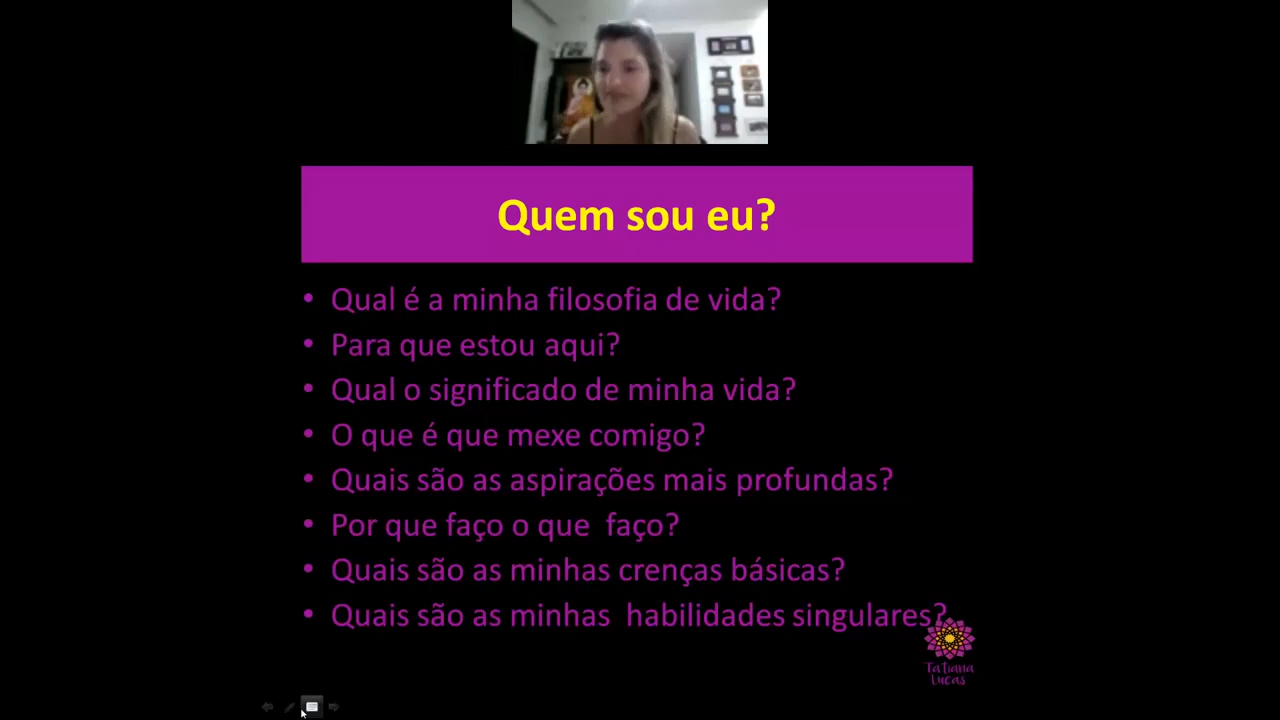 Quem sou eu?
• Qual é a minha filosofia de vida?
• Para que estou aqui?
• Qual o significado de minha vida?
• O que é que mexe comigo?
• Quais são as aspirações mais profundas?
• Por que faço o que  faço?
• Quais são as minhas crenças básicas?
• Quais são as minhas  habilidades singulares?
Tatiana
Lucas